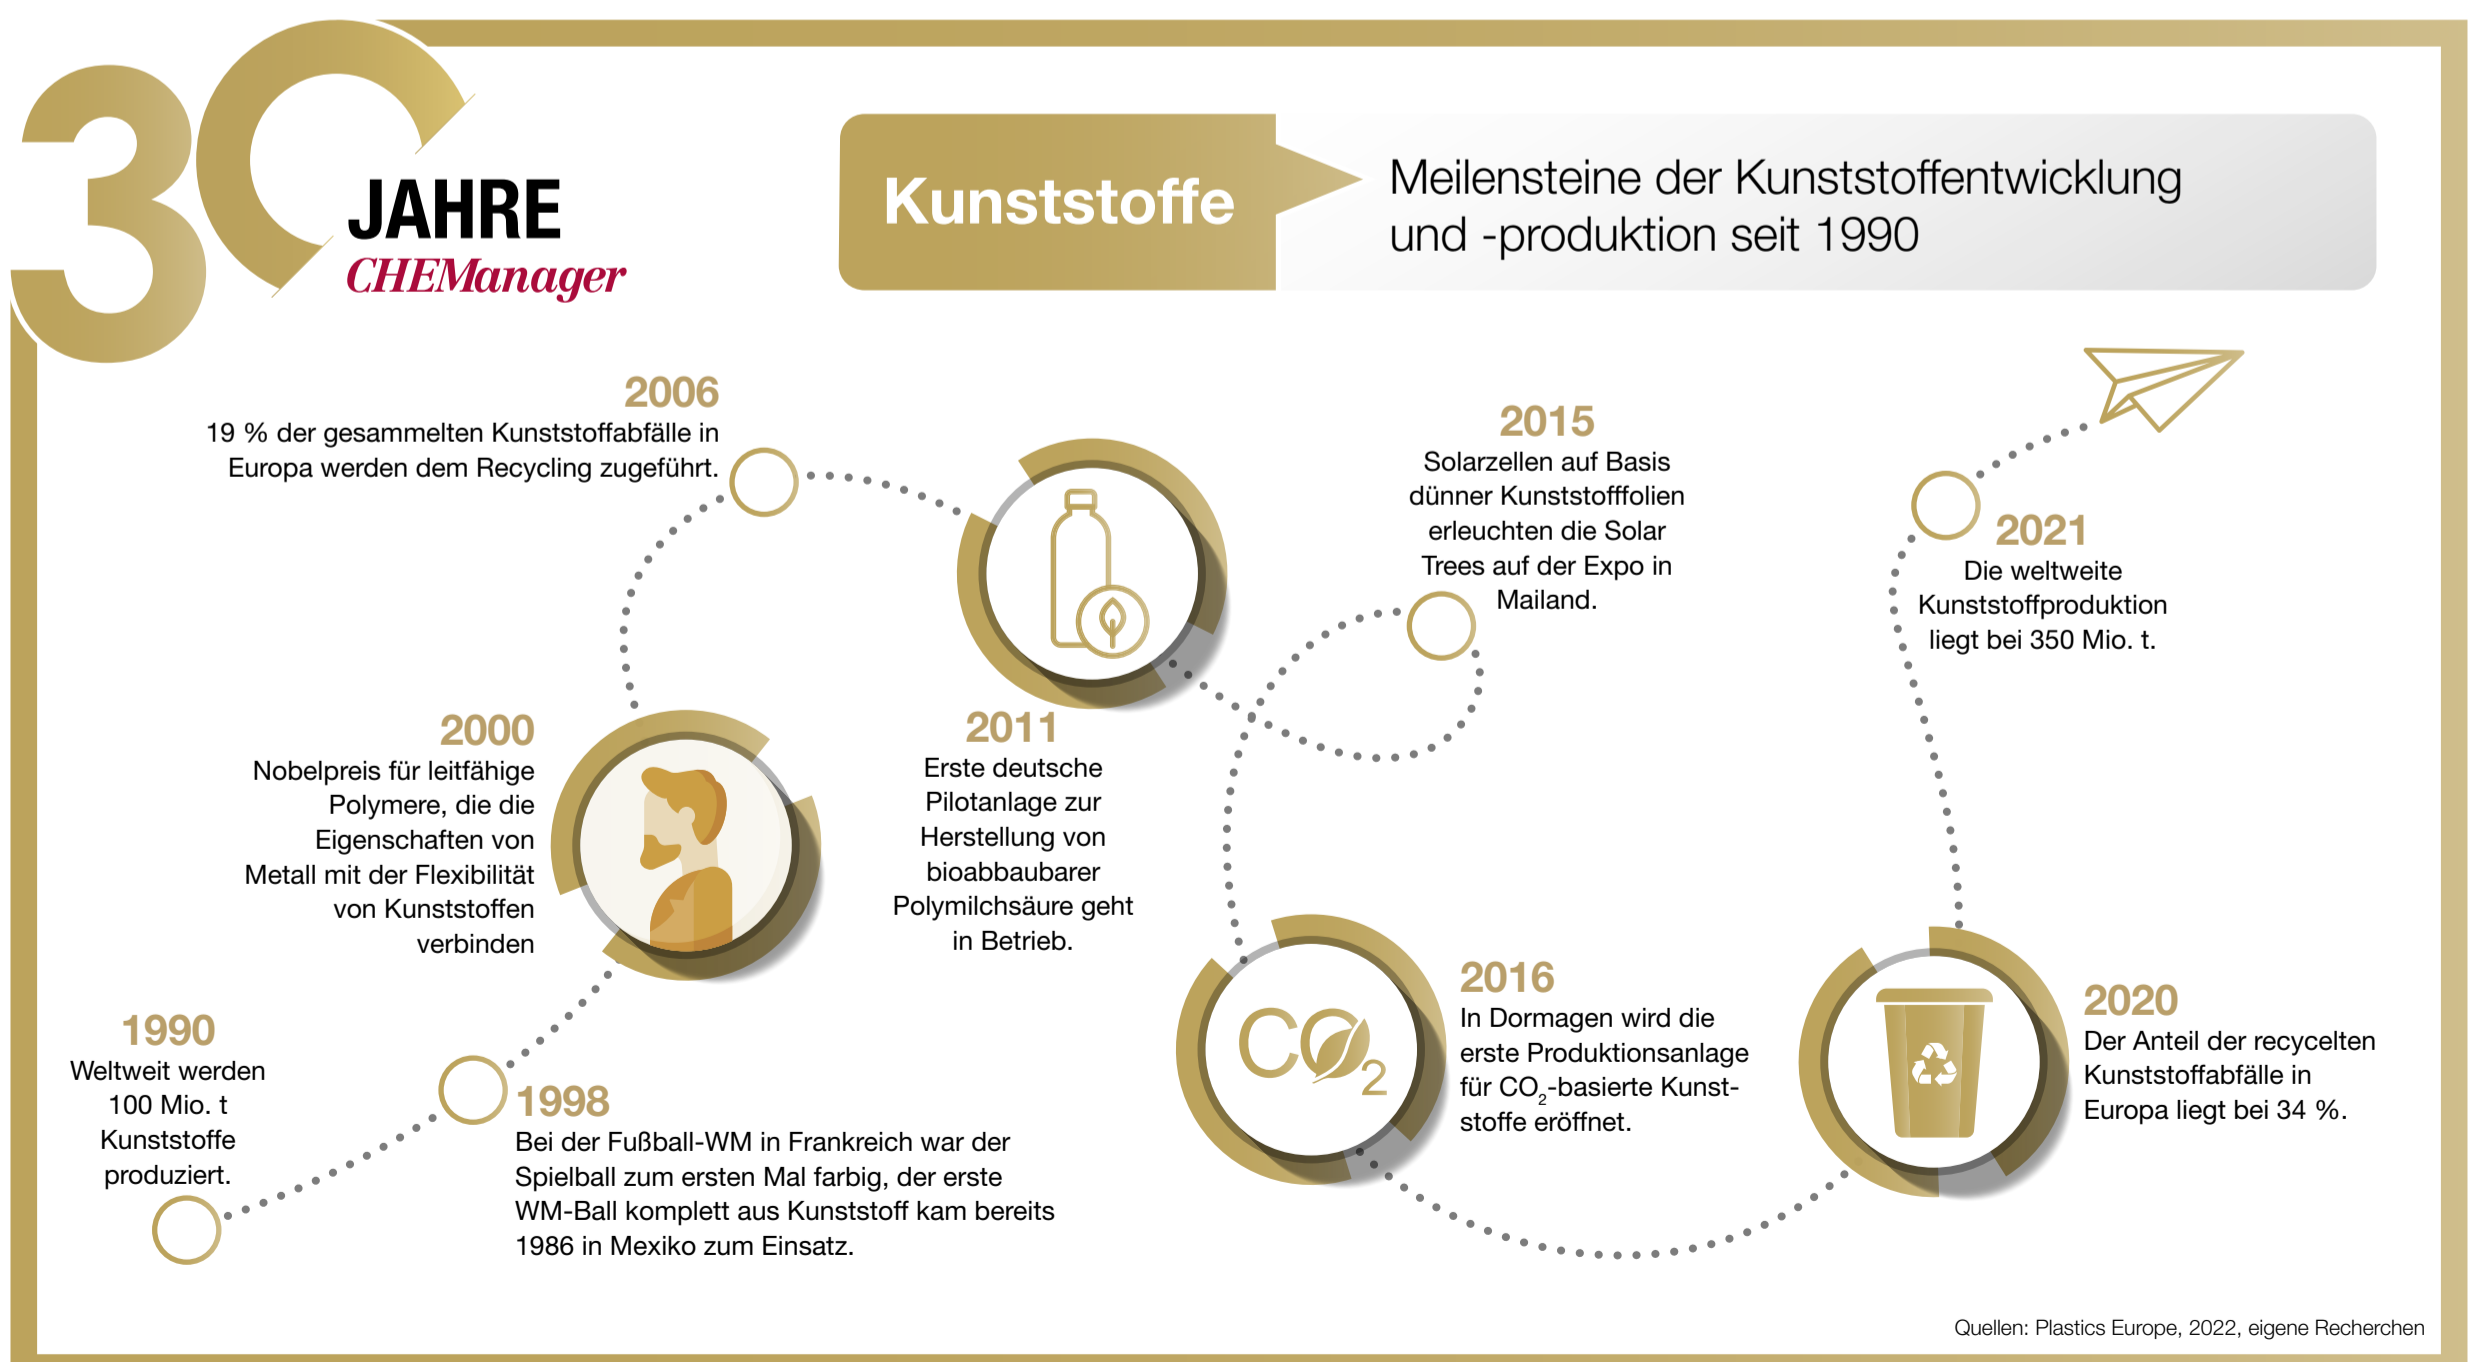 30
JAHRE
CHEManager
Kunststoffe
Meilensteine der Kunststoffentwicklung
und -produktion seit 1990
1990
Weltweit werden
100 Mio. t
Kunststoffe
produziert.
1998
Bei der Fußball-WM in Frankreich war der
Spielball zum ersten Mal farbig, der erste
WM-Ball komplett aus Kunststoff kam bereits
1986 in Mexiko zum Einsatz.
2000
Nobelpreis für leitfähige
Polymere, die die
Eigenschaften von
Metall mit der Flexibilität
von Kunststoffen
verbinden
2006
19 % der gesammelten Kunststoffabfälle in
Europa werden dem Recycling zugeführt.
2011
Erste deutsche
Pilotanlage zur
Herstellung von
bioabbaubarer
Polymilchsäure geht
in Betrieb.
2015
Solarzellen auf Basis
dünner Kunststofffolien
erleuchten die Solar
Trees auf der Expo in
Mailand.
CO2
2016
In Dormagen wird die
erste Produktionsanlage
für CO2-basierte Kunst-
stoffe eröffnet.
2020
Der Anteil der recycelten
Kunststoffabfälle in
Europa liegt bei 34 %.
2021
Die weltweite
Kunststoffproduktion
liegt bei 350 Mio. t.
Quellen: Plastics Europe, 2022, eigene Recherchen